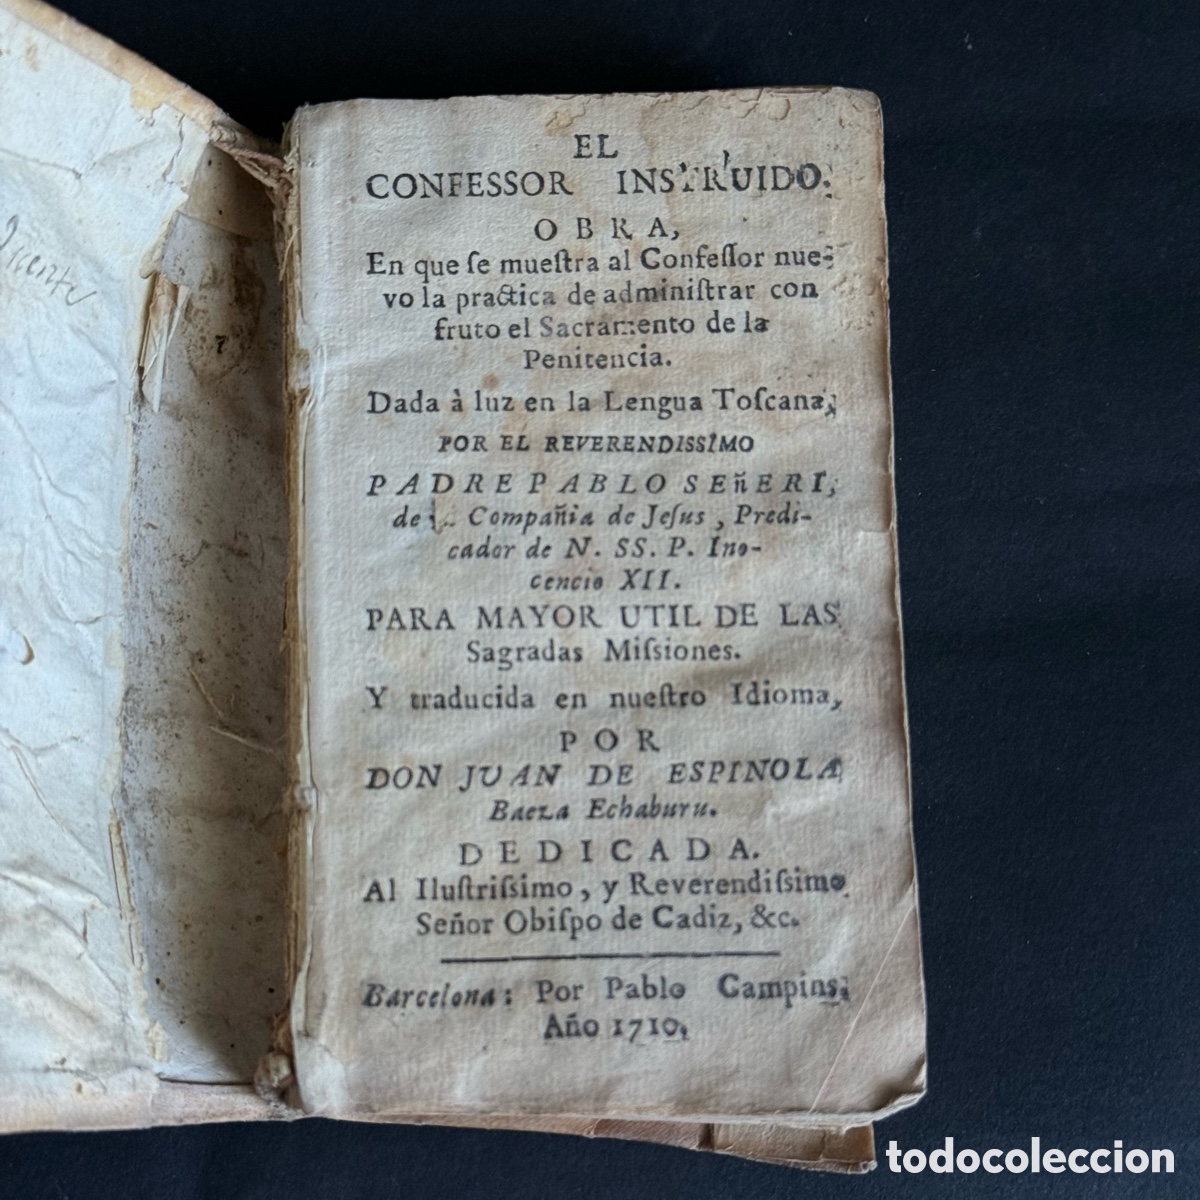 Vicente
EL
CONFESSOR INSTRUIDO.
OBRA,
En que ſe mueſtra al Confeſſor nue-
vo la practica de adminiſtrar con
fruto el Sacramento de la
Penitencia.
Dada à luz en la Lengua Toſcana,
POR EL REVERENDISSIMO
PADRE PABLO SEñERI,
de la Compañia de Jeſus, Predi-
cador de N. SS. P. Ino-
cencio XII.
PARA MAYOR UTIL DE LAS
Sagradas Miſsiones.
Y traducida en nueſtro Idioma,
POR
DON JUAN DE ESPINOLA
Baeza Echaburu.
DEDICADA.
Al Iluſtriſsimo, y Reverendiſsimo
Señor Obiſpo de Cadiz, &c.
Barcelona: Por Pablo Campins,
Año 1710.
todocoleccion